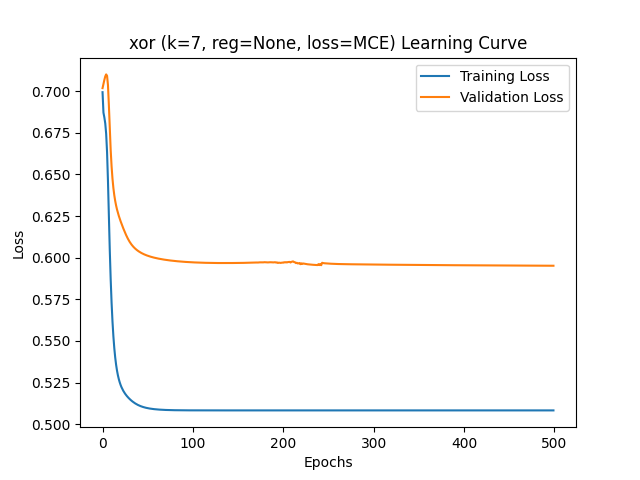 xor (k=7, reg=None, loss=MCE) Learning Curve
Training Loss
Validation Loss
0.700
0.675
0.650
0.625
0.600
0.575
0.550
0.525
0.500
Loss
0 100 200 300 400 500
Epochs